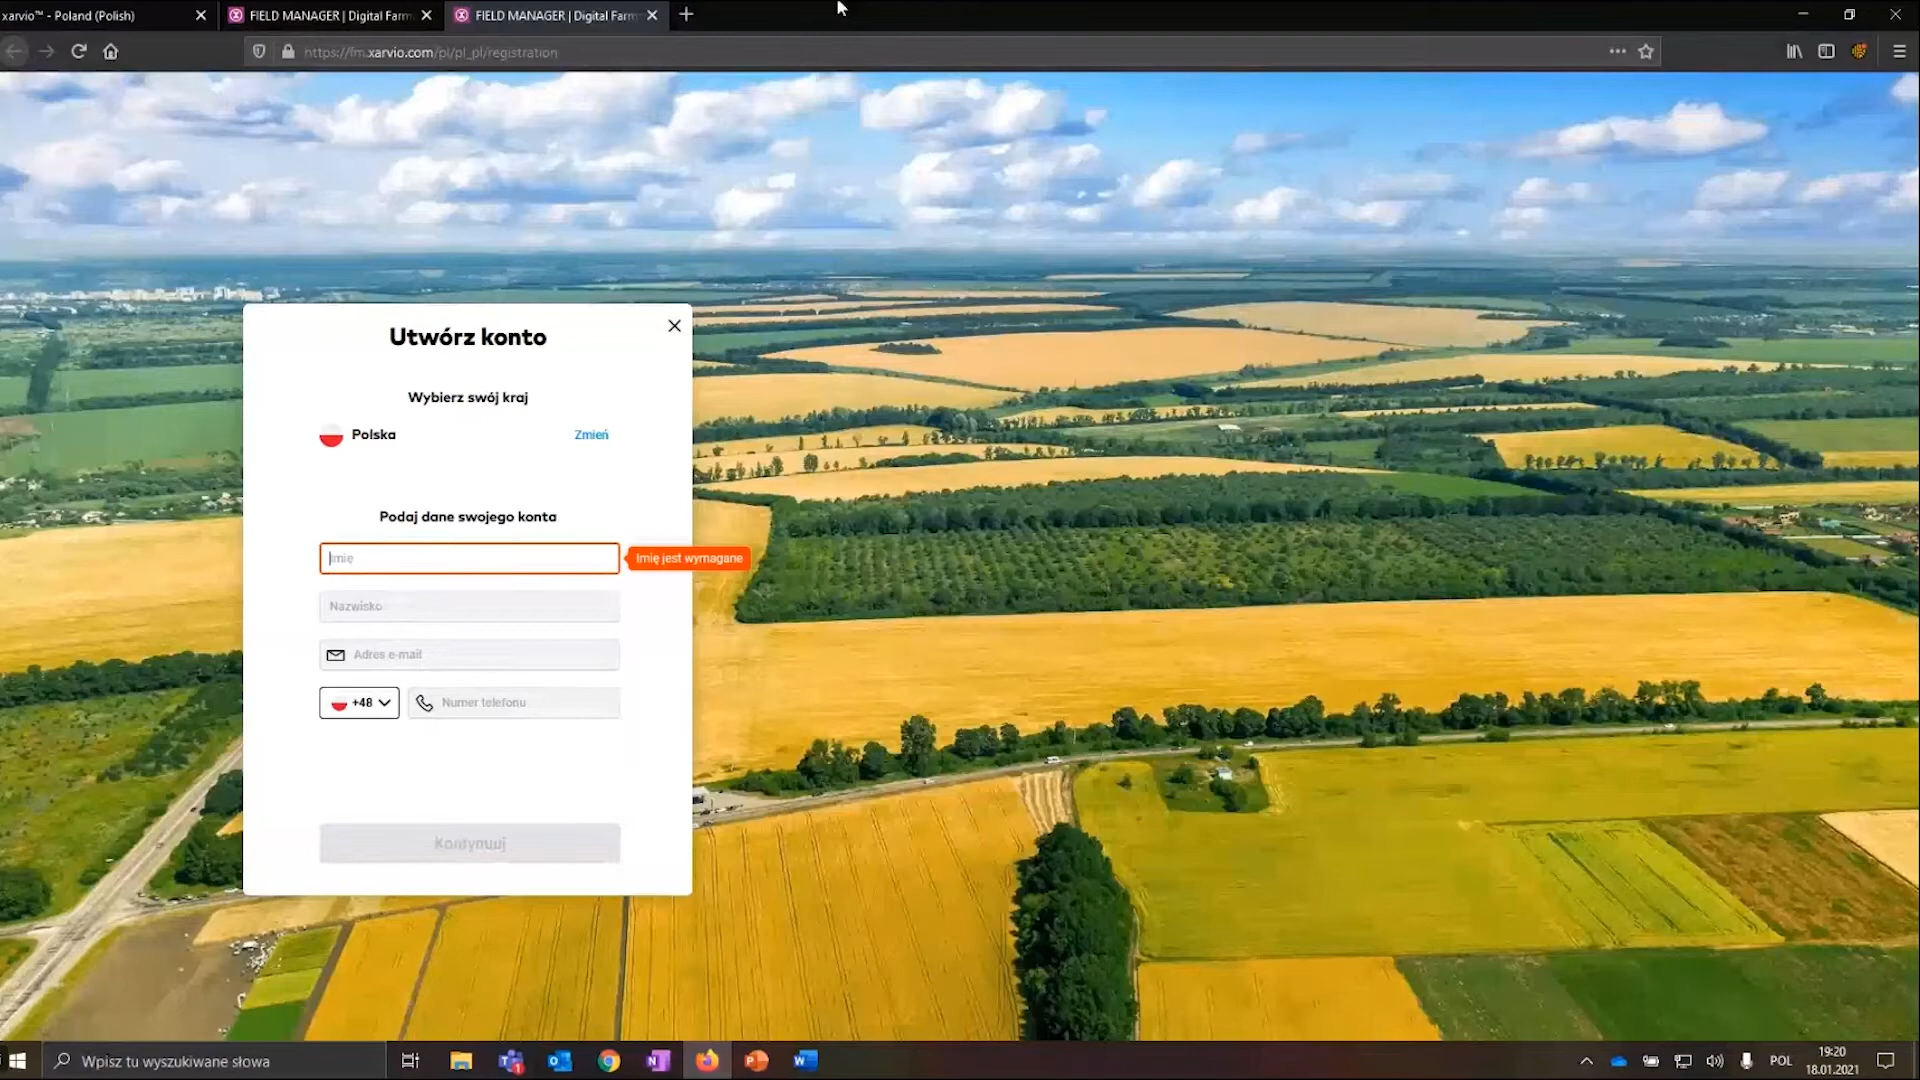 xarvio™ - Poland (Polish)
FIELD MANAGER | Digital Farm
FIELD MANAGER | Digital Farm
https://fm.xarvio.com/pl/pl_pl/registration
Utwórz konto
Wybierz swój kraj
Polska
Zmień
Podaj dane swojego konta
Imię
Imię jest wymagane
Nazwisko
Adres e-mail
+48
Numer telefonu
Kontynuuj
Wpisz tu wyszukiwane słowa
POL
19:20
18.01.2021